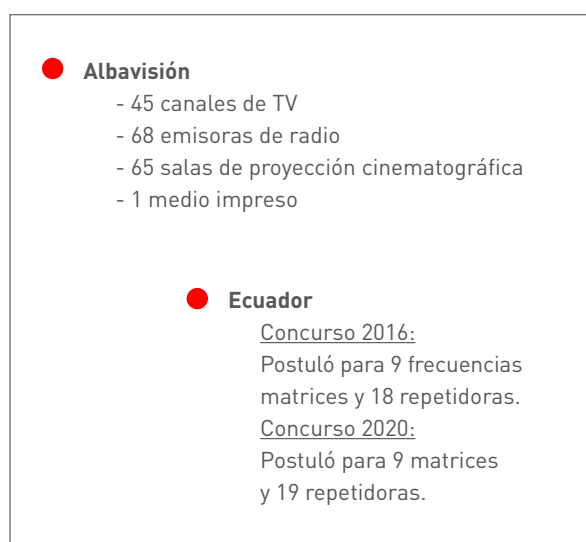 Albavisión
- 45 canales de TV
- 68 emisoras de radio
- 65 salas de proyección cinematográfica
- 1 medio impreso
Ecuador
Concurso 2016:
Postuló para 9 frecuencias
matrices y 18 repetidoras.
Concurso 2020:
Postuló para 9 matrices
y 19 repetidoras.